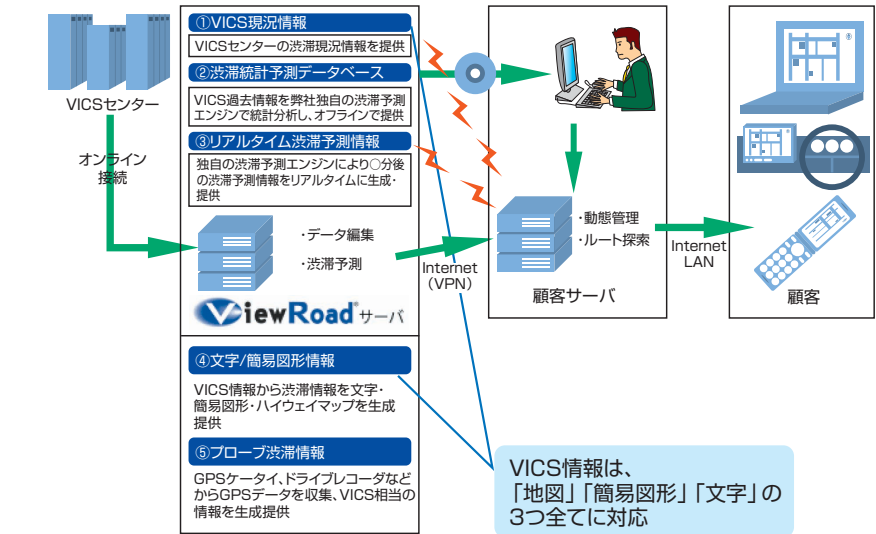 VICSセンター
オンライン
接続
①VICS現況情報
VICSセンターの渋滞現況情報を提供
②渋滞統計予測データベース
VICS過去情報を弊社独自の渋滞予測
エンジンで統計分析し、オフラインで提供
③リアルタイム渋滞予測情報
独自の渋滞予測エンジンにより○分後
の渋滞予測情報をリアルタイムに生成・
提供
・データ編集
・渋滞予測
ViewRoad サーバ
④文字/簡易図形情報
VICS情報から渋滞情報を文字・
簡易図形・ハイウェイマップを生成
提供
⑤プローブ渋滞情報
GPSケータイ、ドライブレコーダなど
からGPSデータを収集、VICS相当の
情報を生成提供
Internet
（VPN）
・動態管理
・ルート探索
顧客サーバ
Internet
LAN
顧客
VICS情報は、
「地図」「簡易図形」「文字」の
3つ全てに対応